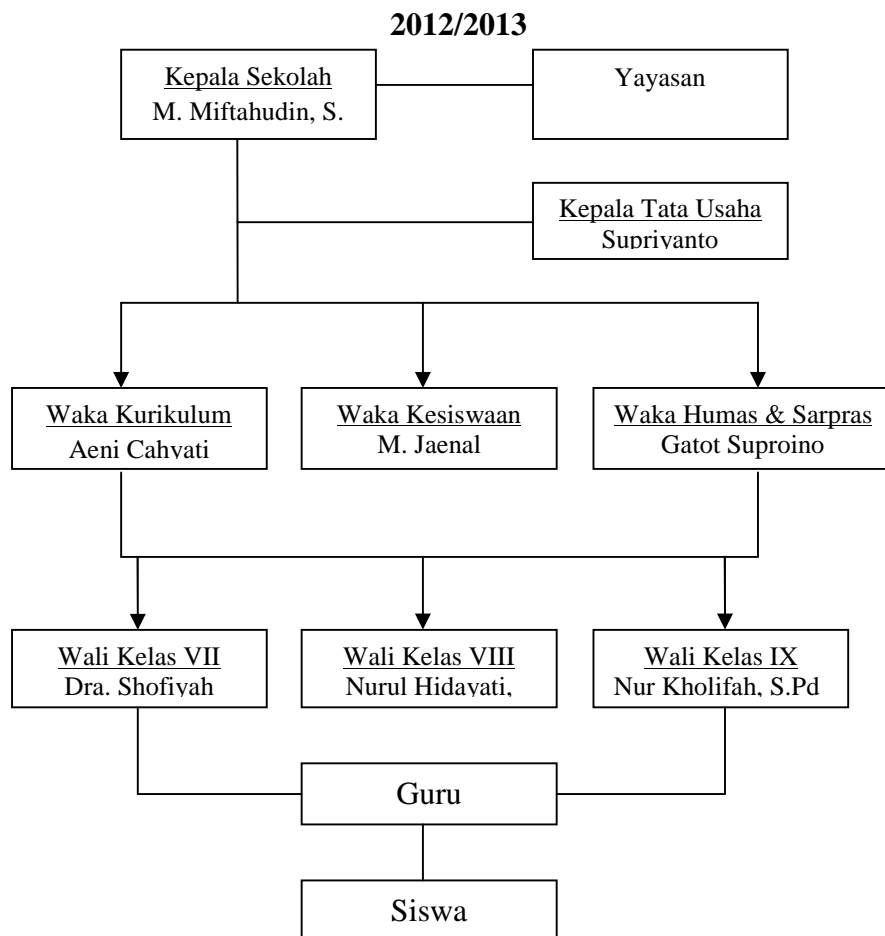 2012/2013
Kepala Sekolah
M. Miftahudin, S.
Yayasan
Kepala Tata Usaha
Supriyanto
Waka Kurikulum
Aeni Cahyati
Waka Kesiswaan
M. Jaenal
Waka Humas & Sarpras
Gatot Suproino
Wali Kelas VII
Dra. Shofiyah
Wali Kelas VIII
Nurul Hidayati,
Wali Kelas IX
Nur Kholifah, S.Pd
Guru
Siswa